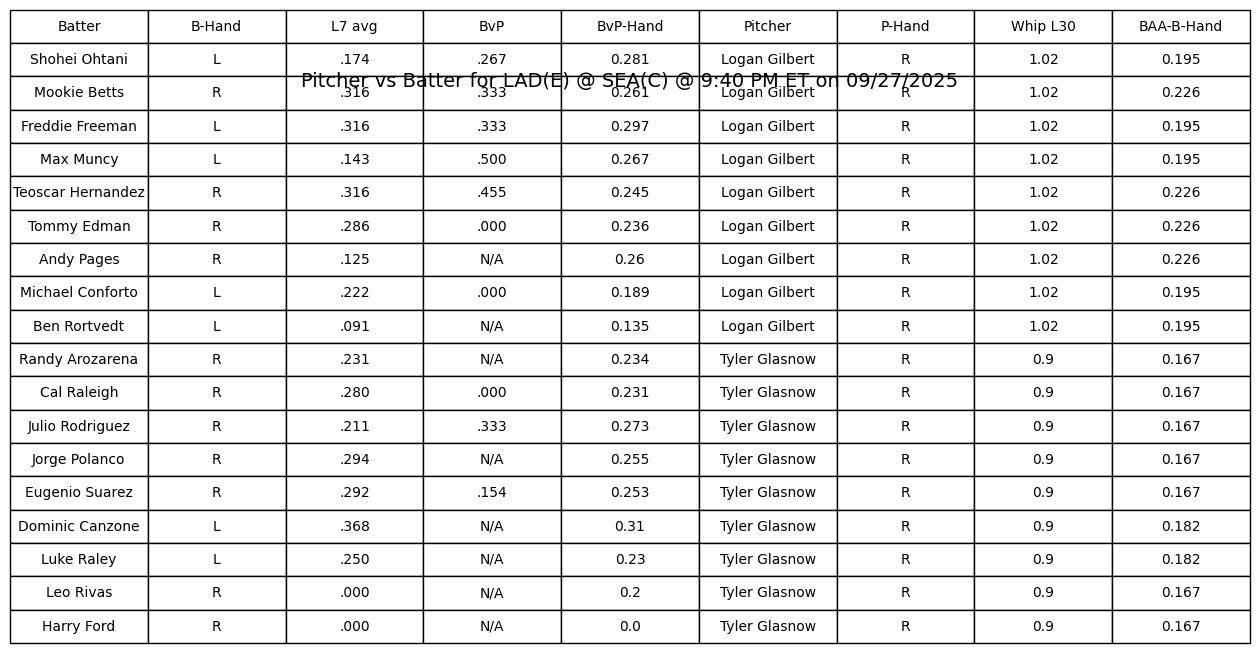 Batter B-Hand L7 avg BvP BvP-Hand Pitcher P-Hand Whip L30 BAA-B-Hand
Shohei Ohtani L .174 .267 0.281 Logan Gilbert R 1.02 0.195
Pitcher vs Batter for LAD(E) @ SEA(C) @ 9:40 PM ET on 09/27/2025
Mookie Betts R .316 .333 0.261 Logan Gilbert R 1.02 0.226
Freddie Freeman L .316 .333 0.297 Logan Gilbert R 1.02 0.195
Max Muncy L .143 .500 0.267 Logan Gilbert R 1.02 0.195
Teoscar Hernandez R .316 .455 0.245 Logan Gilbert R 1.02 0.226
Tommy Edman R .286 .000 0.236 Logan Gilbert R 1.02 0.226
Andy Pages R .125 N/A 0.26 Logan Gilbert R 1.02 0.226
Michael Conforto L .222 .000 0.189 Logan Gilbert R 1.02 0.195
Ben Rortvedt L .091 N/A 0.135 Logan Gilbert R 1.02 0.195
Randy Arozarena R .231 N/A 0.234 Tyler Glasnow R 0.9 0.167
Cal Raleigh R .280 .000 0.231 Tyler Glasnow R 0.9 0.167
Julio Rodriguez R .211 .333 0.273 Tyler Glasnow R 0.9 0.167
Jorge Polanco R .294 N/A 0.255 Tyler Glasnow R 0.9 0.167
Eugenio Suarez R .292 .154 0.253 Tyler Glasnow R 0.9 0.167
Dominic Canzone L .368 N/A 0.31 Tyler Glasnow R 0.9 0.182
Luke Raley L .250 N/A 0.23 Tyler Glasnow R 0.9 0.182
Leo Rivas R .000 N/A 0.2 Tyler Glasnow R 0.9 0.167
Harry Ford R .000 N/A 0.0 Tyler Glasnow R 0.9 0.167